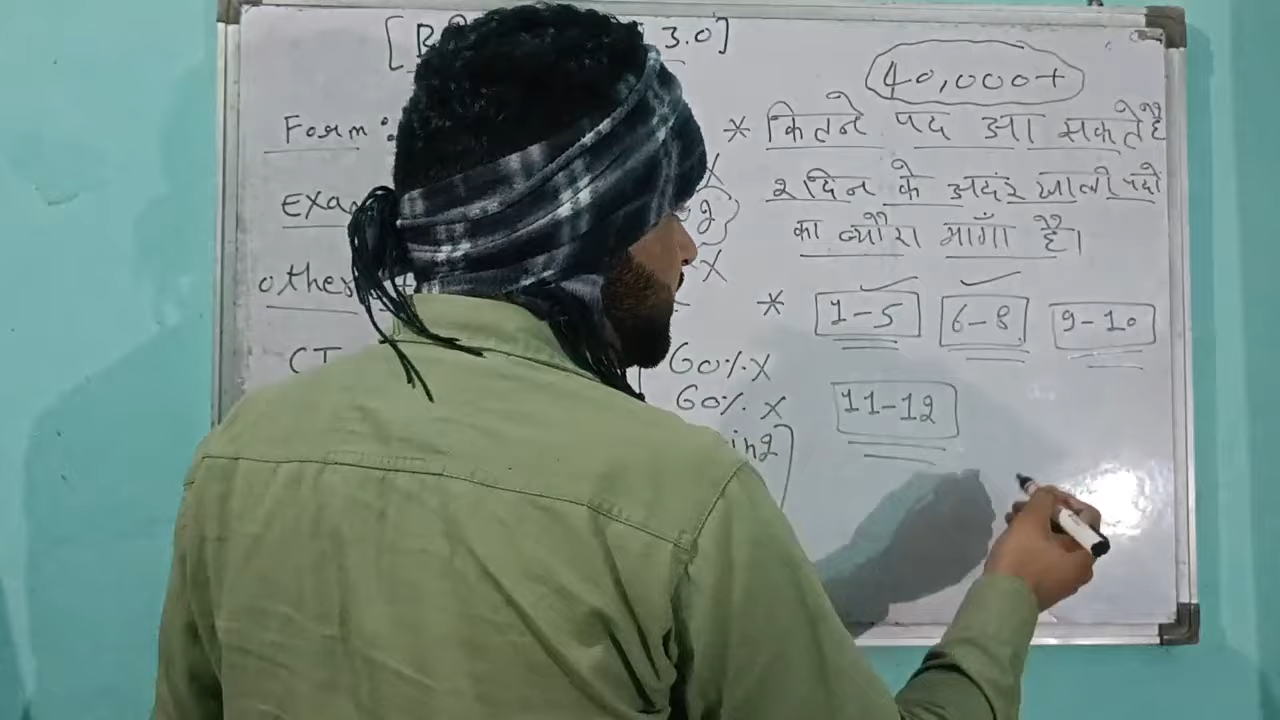 3.0]
40,000+
Form :
* कितने पद आ सकते है
Exa
2 दिन के अदंर खाली पदो
का ब्यौरा माँगा है।
other
* 1-5 6-8 9-10
CT
60% X
60% X
11-12
ing